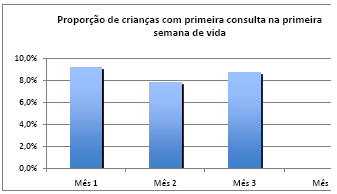 Proporção de crianças com primeira consulta na primeira
semana de vida
10,0%
8,0%
6,0%
4,0%
2,0%
0,0%
Mês 1 Mês 2 Mês 3 Mês